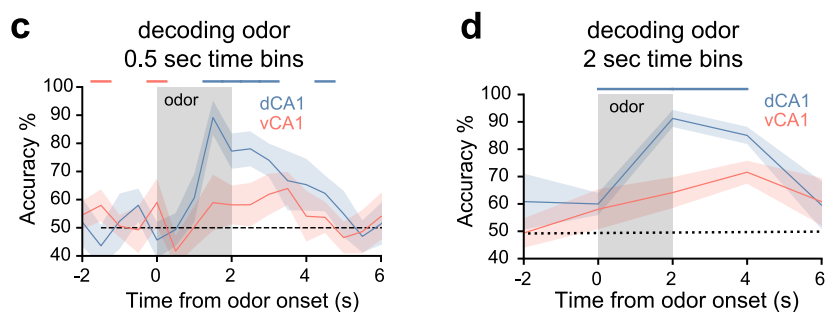 c
decoding odor
0.5 sec time bins
Accuracy %
100
90
80
70
60
50
40
odor
dCA1
vCA1
-2
0
2
4
6
Time from odor onset (s)
d
decoding odor
2 sec time bins
Accuracy %
100
90
80
70
60
50
40
odor
dCA1
vCA1
-2
0
2
4
6
Time from odor onset (s)